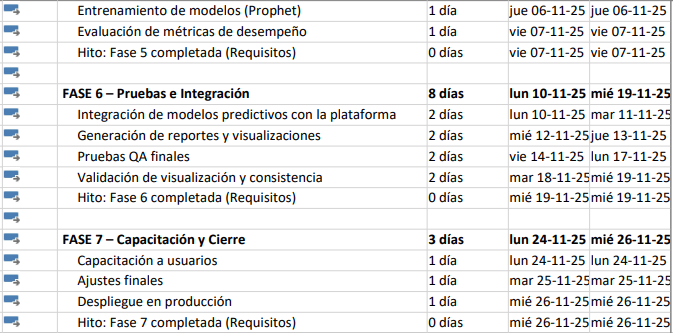 Entrenamiento de modelos (Prophet) 1 día jue 06-11-25 jue 06-11-25
Evaluación de métricas de desempeño 1 día vie 07-11-25 vie 07-11-25
Hito: Fase 5 completada (Requisitos) 0 días vie 07-11-25 vie 07-11-25
FASE 6 – Pruebas e Integración 8 días lun 10-11-25 mié 19-11-25
Integración de modelos predictivos con la plataforma 2 días lun 10-11-25 mar 11-11-25
Generación de reportes y visualizaciones 2 días mié 12-11-25 jue 13-11-25
Pruebas QA finales 2 días vie 14-11-25 lun 17-11-25
Validación de visualización y consistencia 2 días mar 18-11-25 mié 19-11-25
Hito: Fase 6 completada (Requisitos) 0 días mié 19-11-25 mié 19-11-25
FASE 7 – Capacitación y Cierre 3 días lun 24-11-25 mié 26-11-25
Capacitación a usuarios 1 día lun 24-11-25 lun 24-11-25
Ajustes finales 1 día mar 25-11-25 mar 25-11-25
Despliegue en producción 1 día mié 26-11-25 mié 26-11-25
Hito: Fase 7 completada (Requisitos) 0 días mié 26-11-25 mié 26-11-25